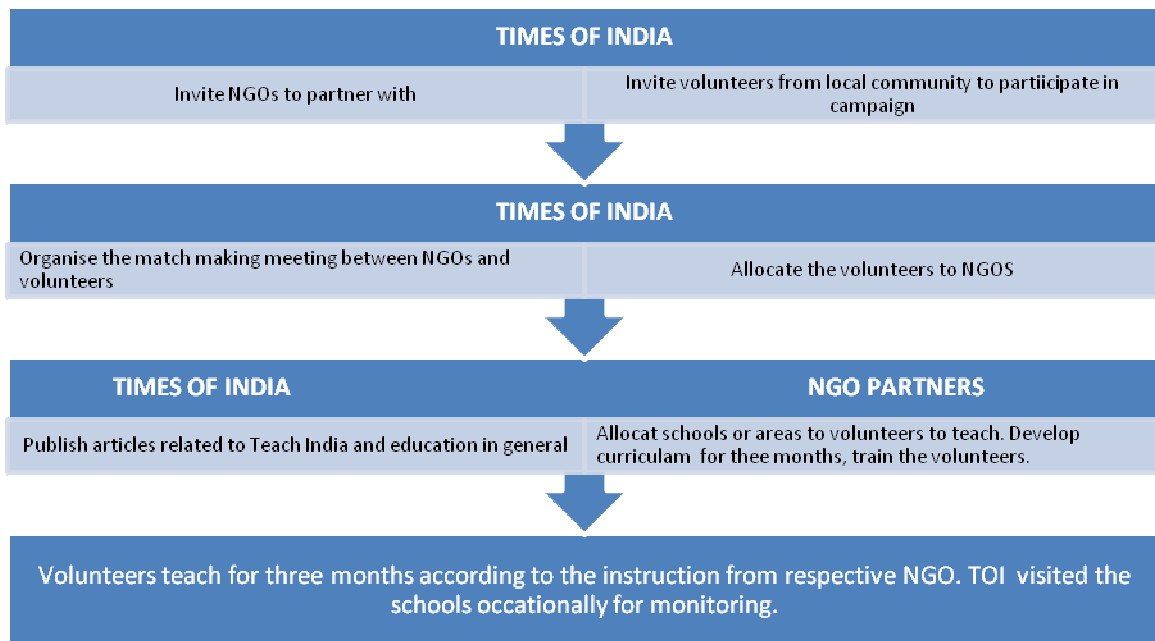 TIMES OF INDIA
Invite NGOs to partner with
Invite volunteers from local community to partiicipate in
campaign
TIMES OF INDIA
Organise the match making meeting between NGOs and
volunteers
Allocate the volunteers to NGOS
TIMES OF INDIA
NGO PARTNERS
Publish articles related to Teach India and education in general
Allocat schools or areas to volunteers to teach. Develop
curriculam for thee months, train the volunteers.
Volunteers teach for three months according to the instruction from respective NGO. TOI visited the
schools occationally for monitoring.